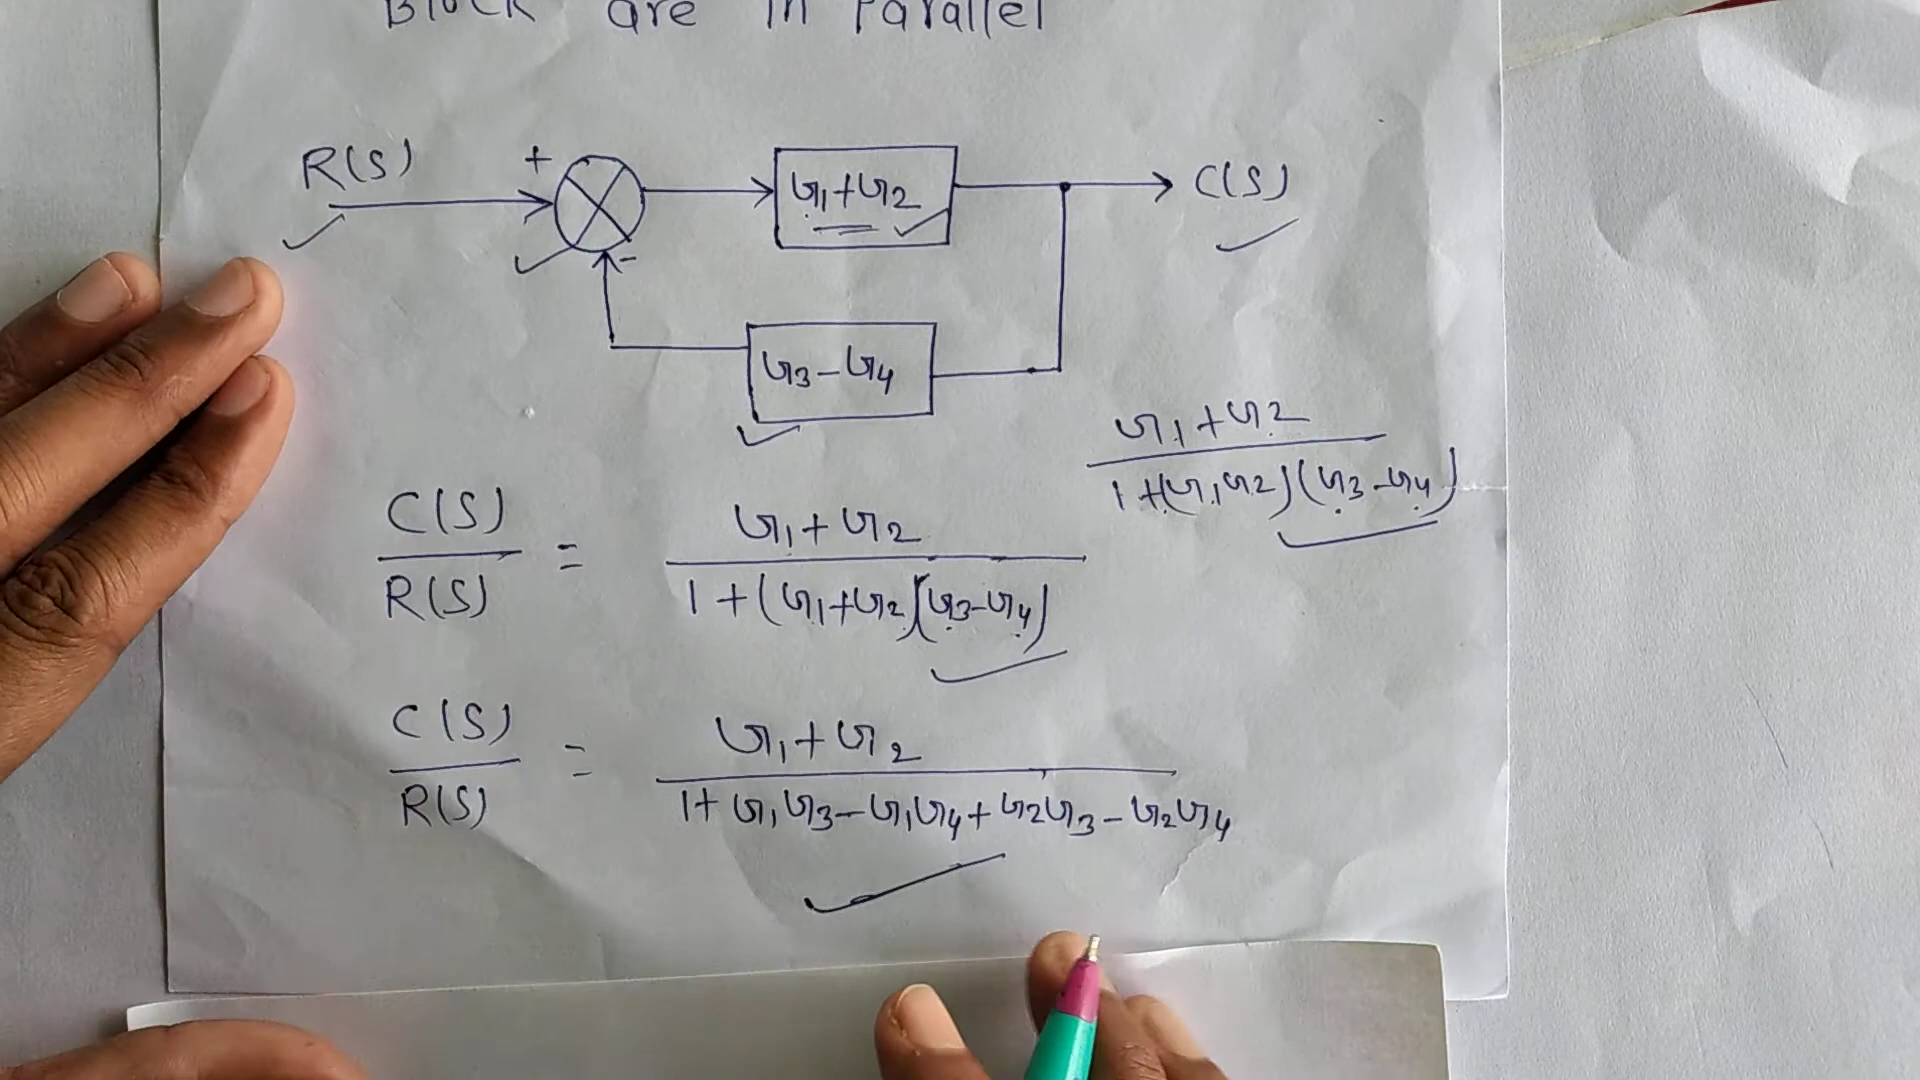 Block are in Parallel
R(S) + G1+G2 C(S)
-
G3-G4
G1+G2
1+(G1G2)(G3-G4)
C(S) / R(S) = G1+G2 / 1+(G1+G2)(G3-G4)
C(S) / R(S) = G1+G2 / 1+G1G3-G1G4+G2G3-G2G4